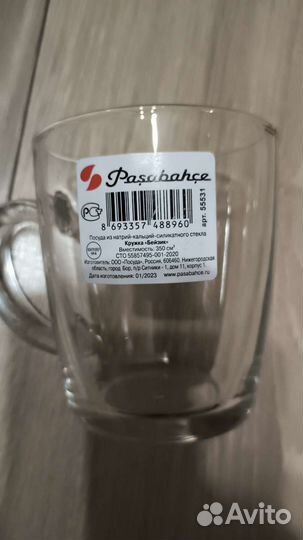 Paşabahçe
PC
8 693357 488960
арт. 55531
Посуда из натрий-кальций-силикатного стекла
Кружка «Бейзик»
Вместимость: 350 см³
СТО 55857495-001-2020
Изготовитель: ООО «Посуда», Россия, 606460, Нижегородская
область, город Бор, п/р Ситники - 1, дом 11, корпус 1.
Дата изготовления: 01/2023 www.pasabahce.ru
Avito